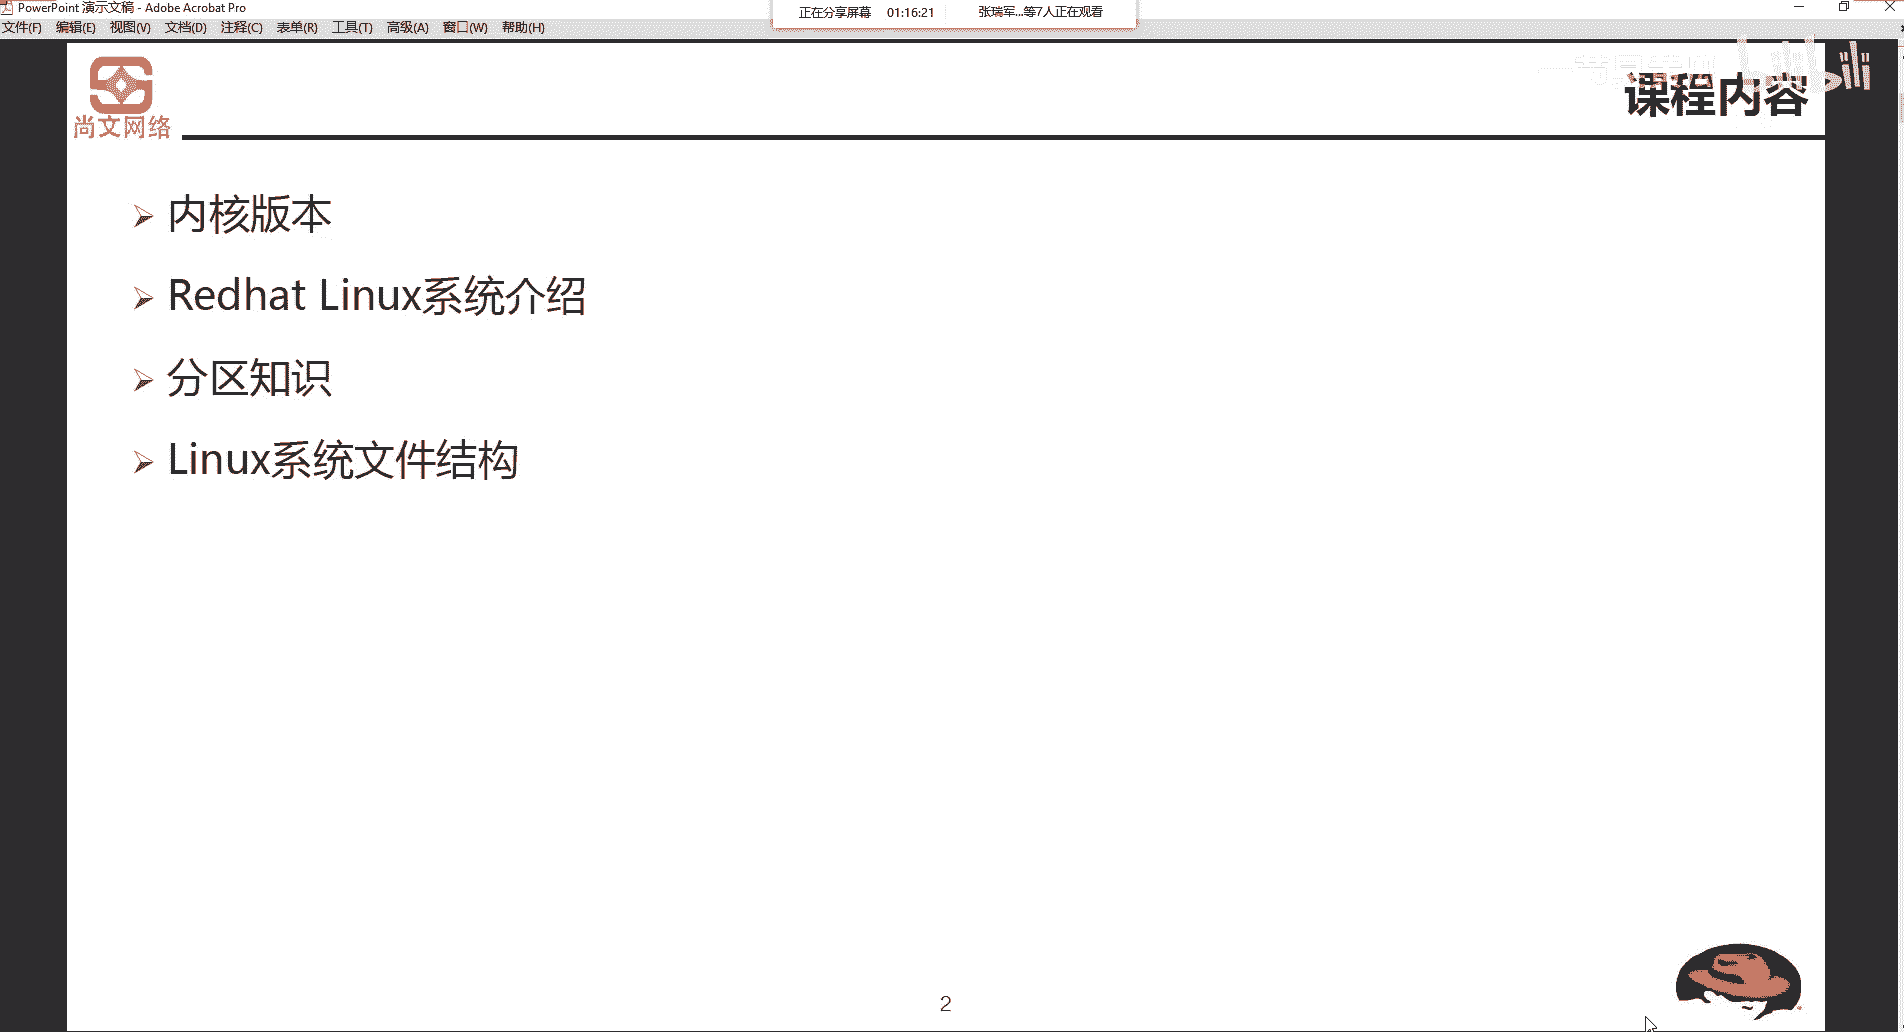 PowerPoint 演示文稿 - Adobe Acrobat Pro
正在分享屏幕 01:16:21 张瑞军...等7人正在观看
文件(F) 编辑(E) 视图(V) 文档(D) 注释(C) 表单(R) 工具(T) 高级(A) 窗口(W) 帮助(H)
bilibili
尚文网络
课程内容
内核版本
Redhat Linux系统介绍
分区知识
Linux系统文件结构
2